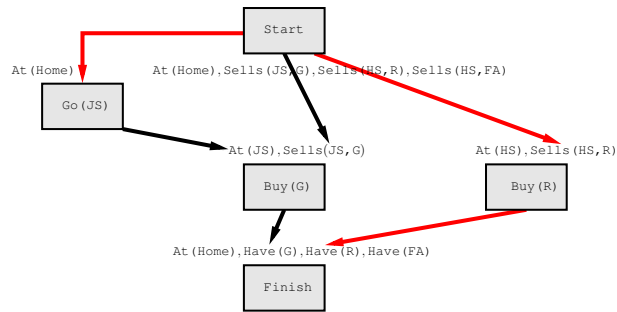 Start
At(Home) At(Home),Sells(JS,G),Sells(HS,R),Sells(HS,FA)
Go(JS)
At(JS),Sells(JS,G) At(HS),Sells(HS,R)
Buy(G) Buy(R)
At(Home),Have(G),Have(R),Have(FA)
Finish